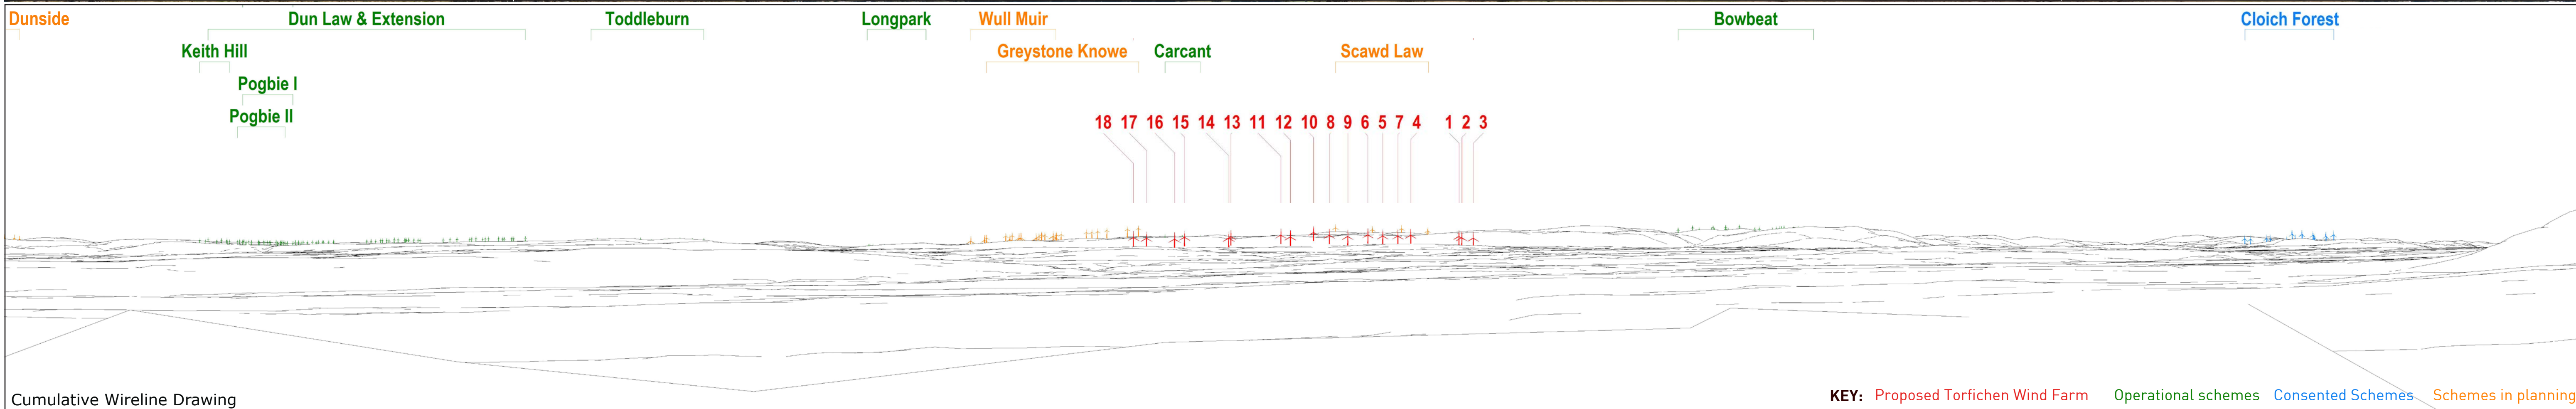 Dunside Dun Law & Extension Toddleburn Longpark Wull Muir Bowbeat Cloich Forest
Keith Hill Greystone Knowe Carcant Scawd Law
Pogbie I
Pogbie II
18 17 16 15 14 13 11 12 10 8 9 6 5 7 4 1 2 3
Cumulative Wireline Drawing
KEY: Proposed Torfichen Wind Farm Operational schemes Consented Schemes Schemes in planning